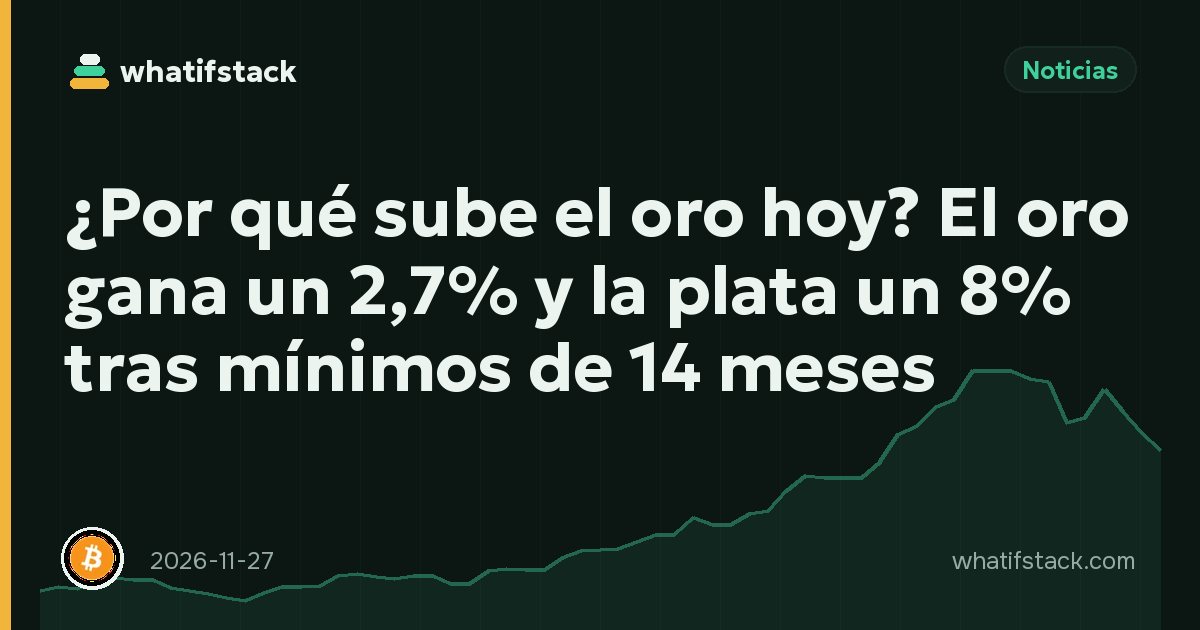 whatifstack
Noticias
¿Por qué sube el oro hoy? El oro
gana un 2,7% y la plata un 8%
tras mínimos de 14 meses
2026-11-27
whatifstack.com